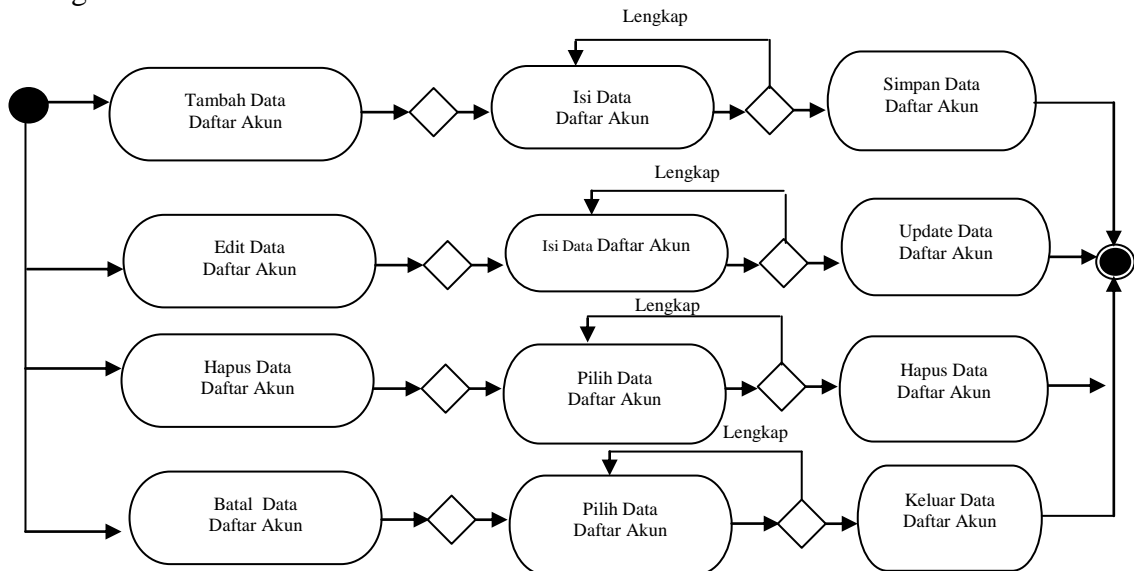 Lengkap
Tambah Data
Daftar Akun
Isi Data
Daftar Akun
Simpan Data
Daftar Akun
Lengkap
Edit Data
Daftar Akun
Isi Data Daftar Akun
Update Data
Daftar Akun
Lengkap
Hapus Data
Daftar Akun
Pilih Data
Daftar Akun
Hapus Data
Daftar Akun
Lengkap
Batal Data
Daftar Akun
Pilih Data
Daftar Akun
Keluar Data
Daftar Akun